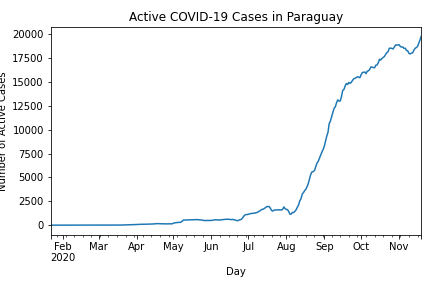 Active COVID-19 Cases in Paraguay
Number of Active Cases
20000
17500
15000
12500
10000
7500
5000
2500
0
Feb Mar Apr May Jun Jul Aug Sep Oct Nov
2020
Day